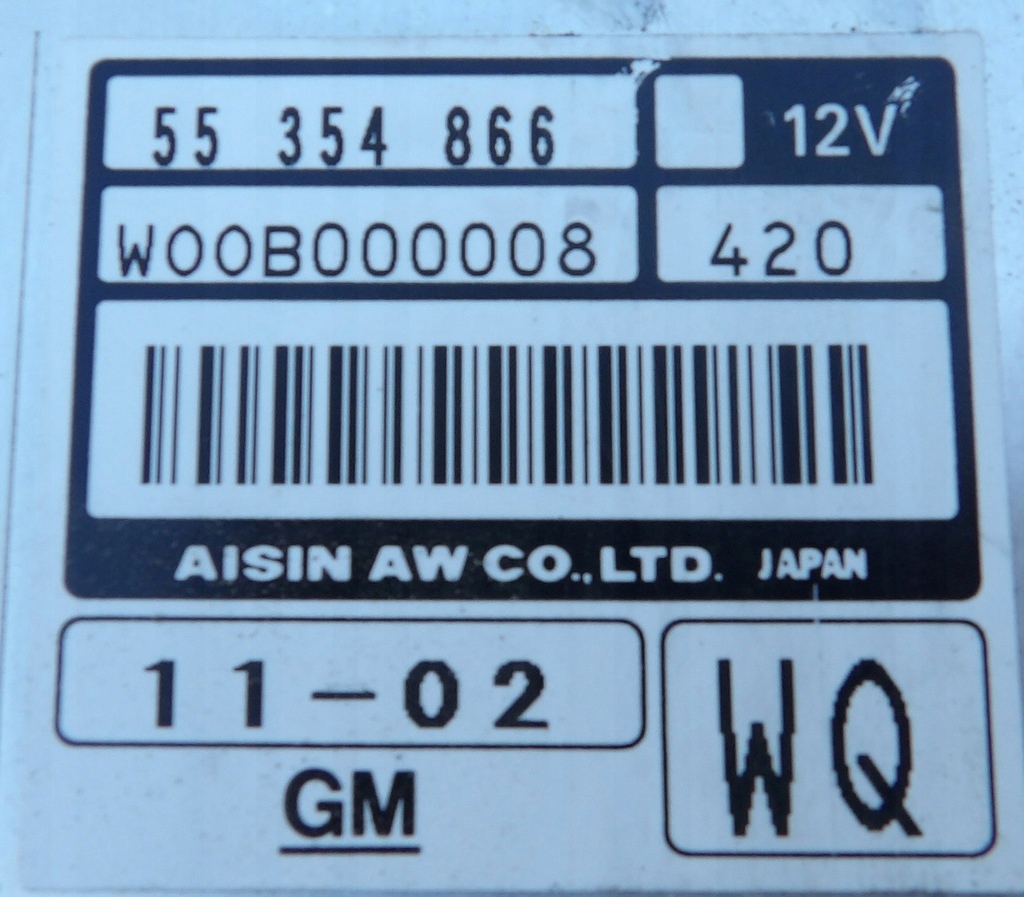 55 354 866
12V
W00B000008
420
AISIN AW CO.,LTD. JAPAN
11-02
WQ
GM